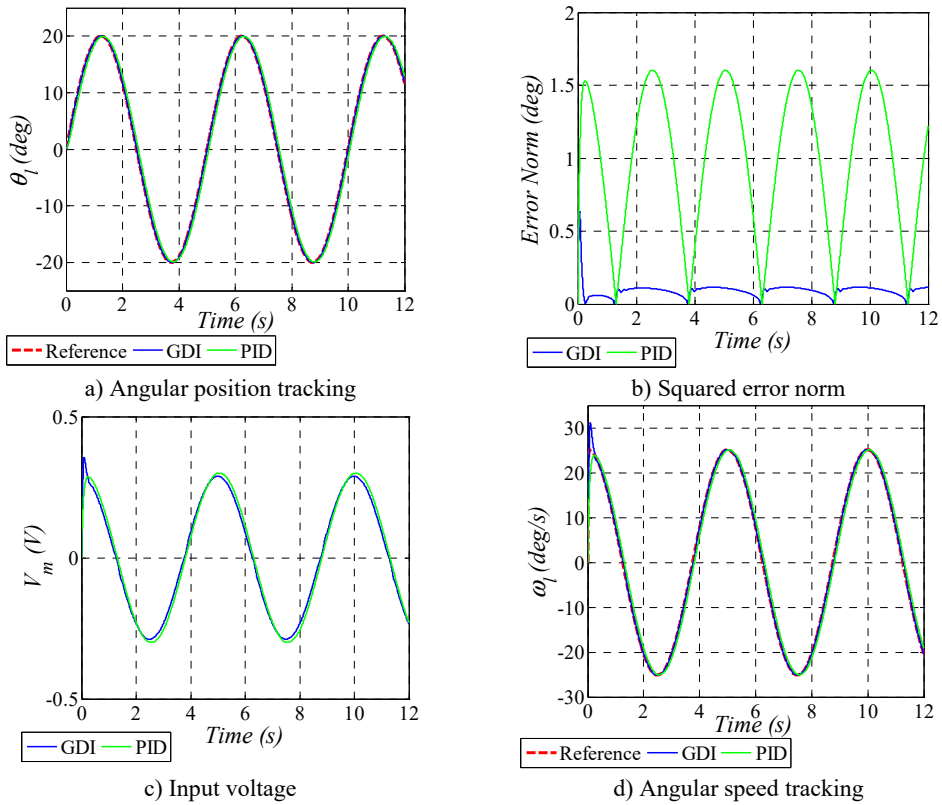 20
10
0
-10
-20
θ_l ((deg)
0 2 4 6 8 10 12
Time (s)
Reference GDI PID
a) Angular position tracking
2
1.5
1
0.5
0
Error Norm (deg)
0 2 4 6 8 10 12
Time (s)
GDI PID
b) Squared error norm
0.5
0
-0.5
V_m (V)
0 2 4 6 8 10 12
Time (s)
GDI PID
c) Input voltage
30
20
10
0
-10
-20
-30
ω_l (deg/s)
0 2 4 6 8 10 12
Time (s)
Reference GDI PID
d) Angular speed tracking